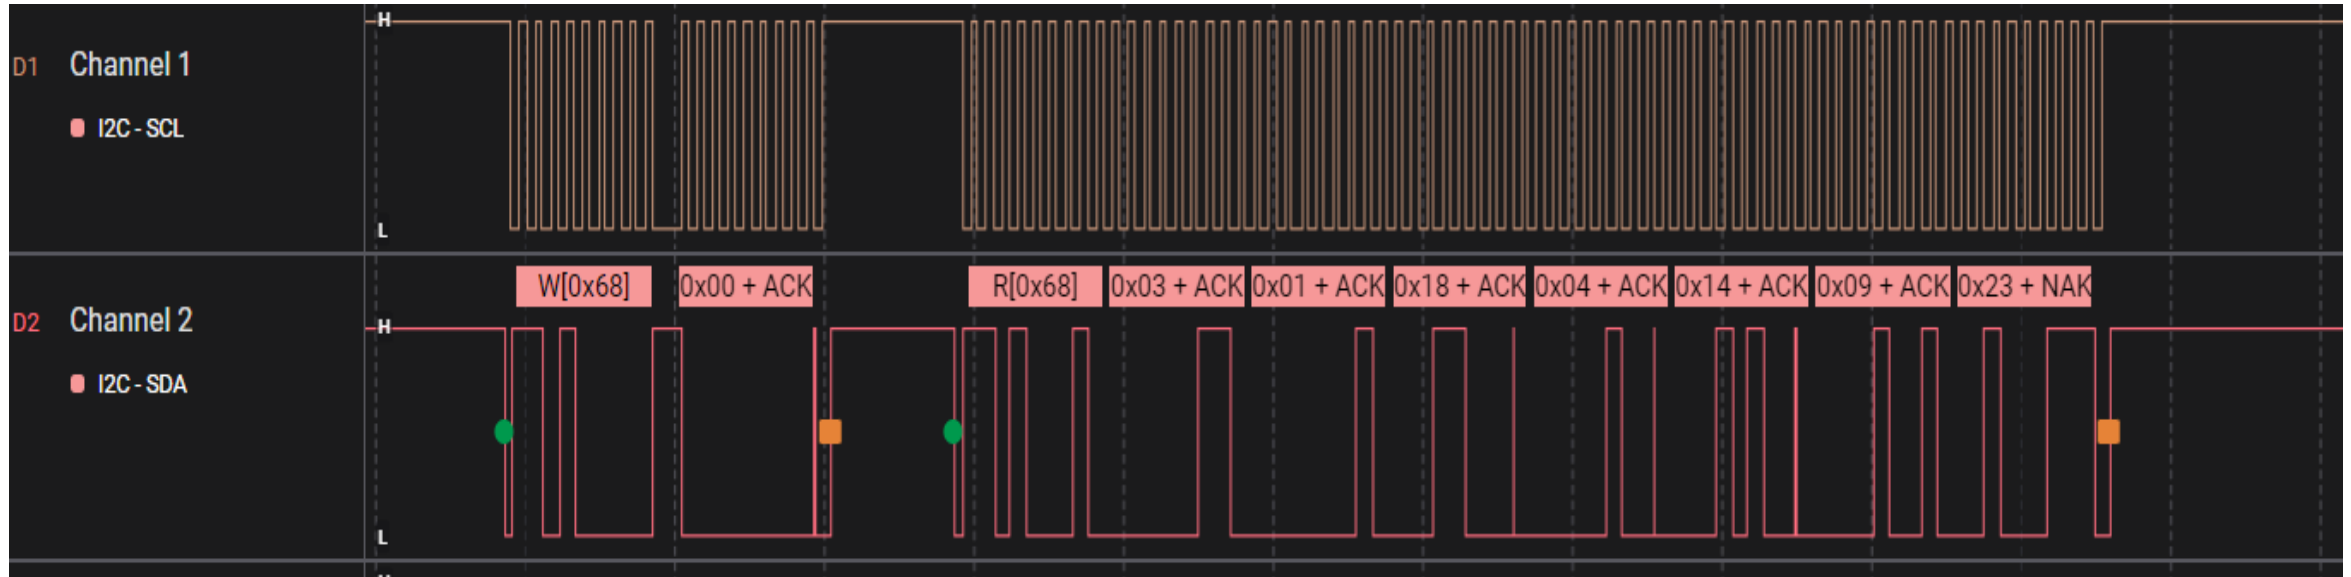 H
D1 Channel 1
I2C - SCL
L
W[0x68] 0x00 + ACK R[0x68] 0x03 + ACK 0x01 + ACK 0x18 + ACK 0x04 + ACK 0x14 + ACK 0x09 + ACK 0x23 + NAK
D2 Channel 2
H
I2C - SDA
L